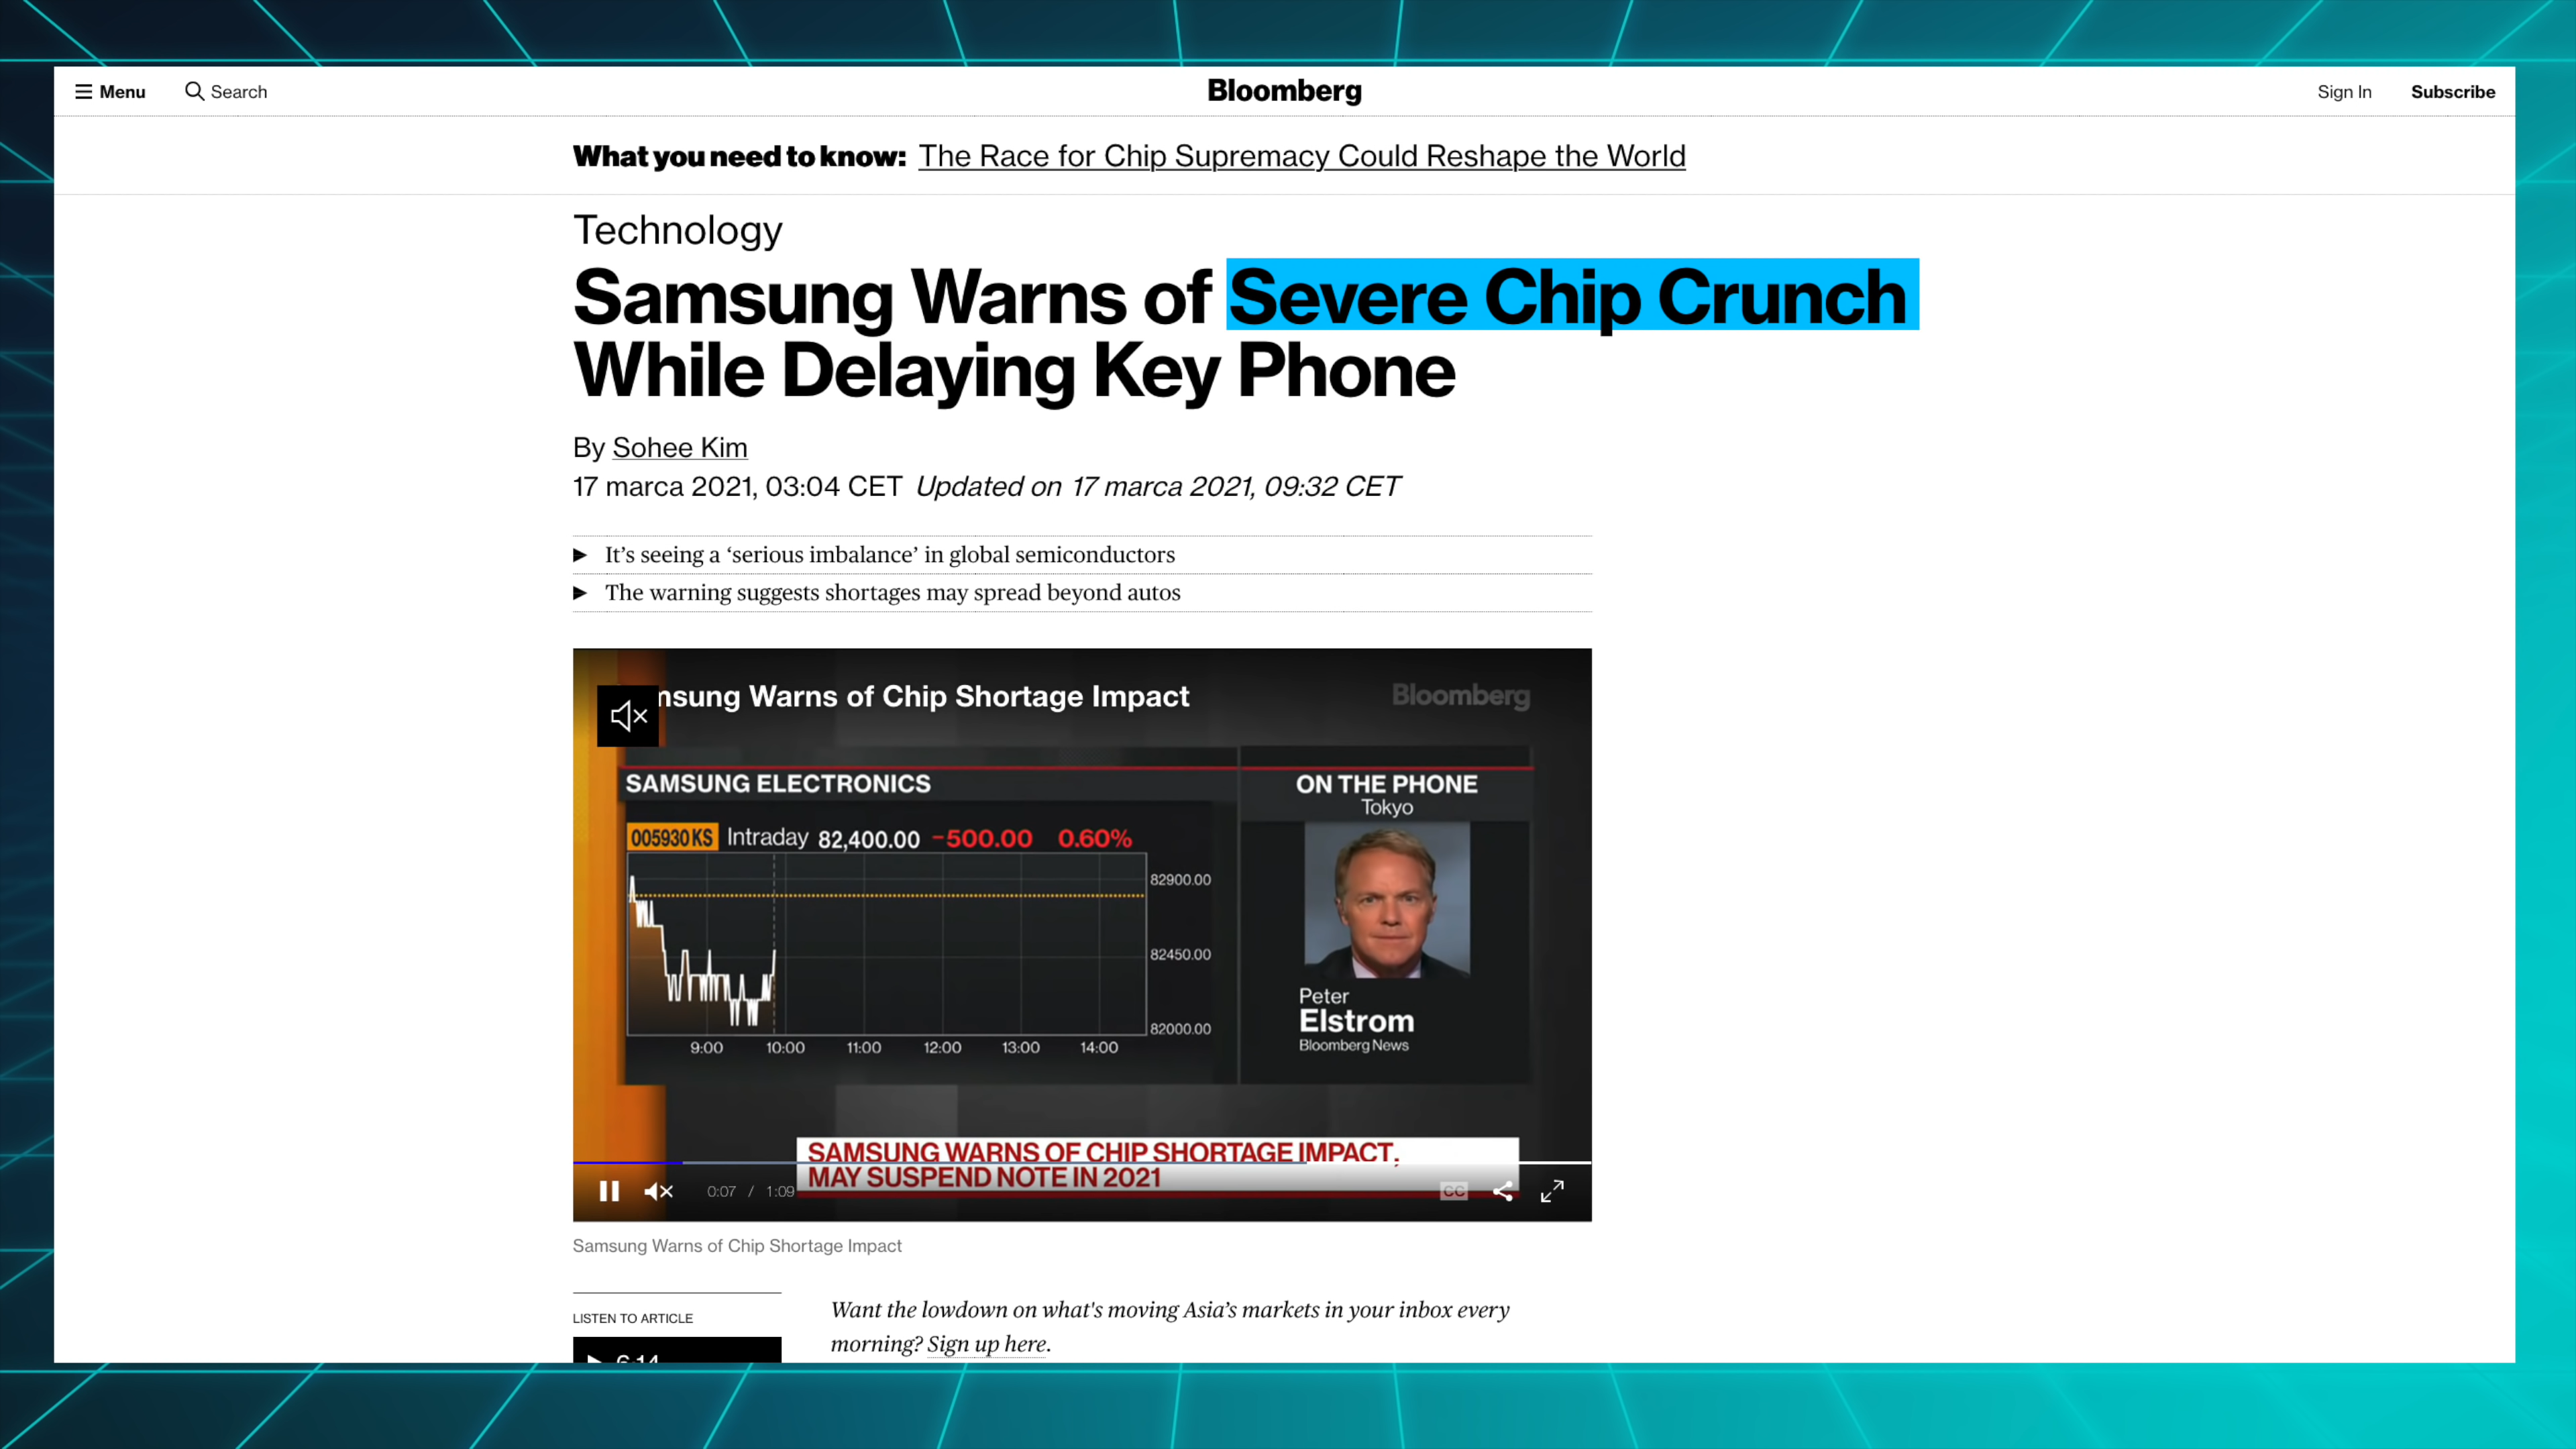 Menu
Search
Bloomberg
Sign In
Subscribe
What you need to know: The Race for Chip Supremacy Could Reshape the World
Technology
Samsung Warns of Severe Chip Crunch
While Delaying Key Phone
By Sohee Kim
17 marca 2021, 03:04 CET Updated on 17 marca 2021, 09:32 CET
It’s seeing a ‘serious imbalance’ in global semiconductors
The warning suggests shortages may spread beyond autos
nsung Warns of Chip Shortage Impact
Bloomberg
SAMSUNG ELECTRONICS
005930 KS Intraday 82,400.00 -500.00 0.60%
82900.00
82450.00
82000.00
9:00 10:00 11:00 12:00 13:00 14:00
ON THE PHONE
Tokyo
Peter
Elstrom
Bloomberg News
SAMSUNG WARNS OF CHIP SHORTAGE IMPACT,
MAY SUSPEND NOTE IN 2021
0:07 / 1:09
CC
Samsung Warns of Chip Shortage Impact
LISTEN TO ARTICLE
6:14
Want the lowdown on what's moving Asia’s markets in your inbox every
morning? Sign up here.